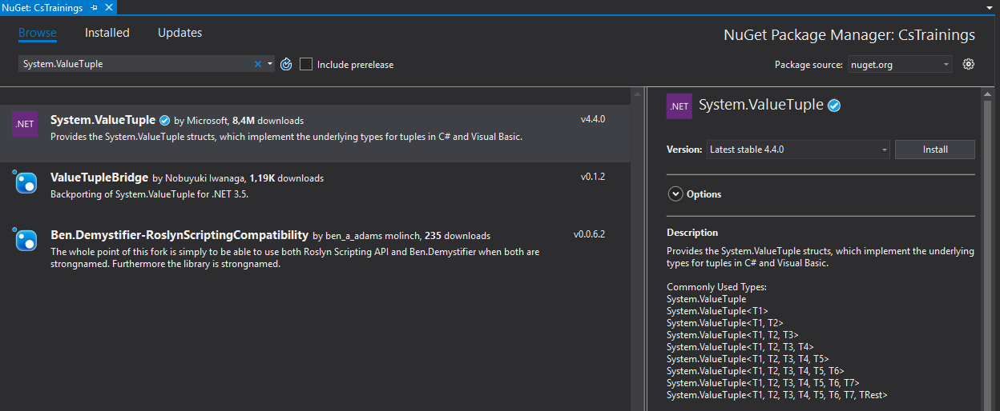 NuGet: CsTrainings
Browse Installed Updates
NuGet Package Manager: CsTrainings
System.ValueTuple
Include prerelease
Package source: nuget.org
.NET
System.ValueTuple by Microsoft, 8,4M downloads
v4.4.0
Provides the System.ValueTuple structs, which implement the underlying types for tuples in C# and Visual Basic.
ValueTupleBridge by Nobuyuki Iwanaga, 1,19K downloads
v0.1.2
Backporting of System.ValueTuple for .NET 3.5.
Ben.Demystifier-RoslynScriptingCompatibility by ben_a_adams molinch, 235 downloads
v0.0.6.2
The whole point of this fork is simply to be able to use both Roslyn Scripting API and Ben.Demystifier when both are
strongnamed. Furthermore the library is strongnamed.
.NET
System.ValueTuple
Version: Latest stable 4.4.0
Install
Options
Description
Provides the System.ValueTuple structs, which implement the underlying
types for tuples in C# and Visual Basic.
Commonly Used Types:
System.ValueTuple
System.ValueTuple<T1>
System.ValueTuple<T1, T2>
System.ValueTuple<T1, T2, T3>
System.ValueTuple<T1, T2, T3, T4>
System.ValueTuple<T1, T2, T3, T4, T5>
System.ValueTuple<T1, T2, T3, T4, T5, T6>
System.ValueTuple<T1, T2, T3, T4, T5, T6, T7>
System.ValueTuple<T1, T2, T3, T4, T5, T6, T7, TRest>